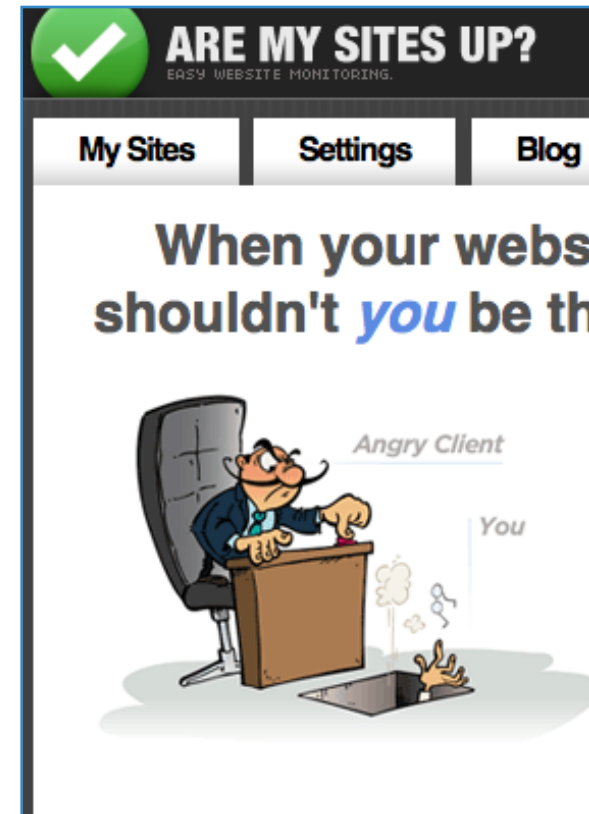 ARE MY SITES UP?
EASY WEBSITE MONITORING.
My Sites Settings Blog
When your webs
shouldn't you be th
Angry Client
You